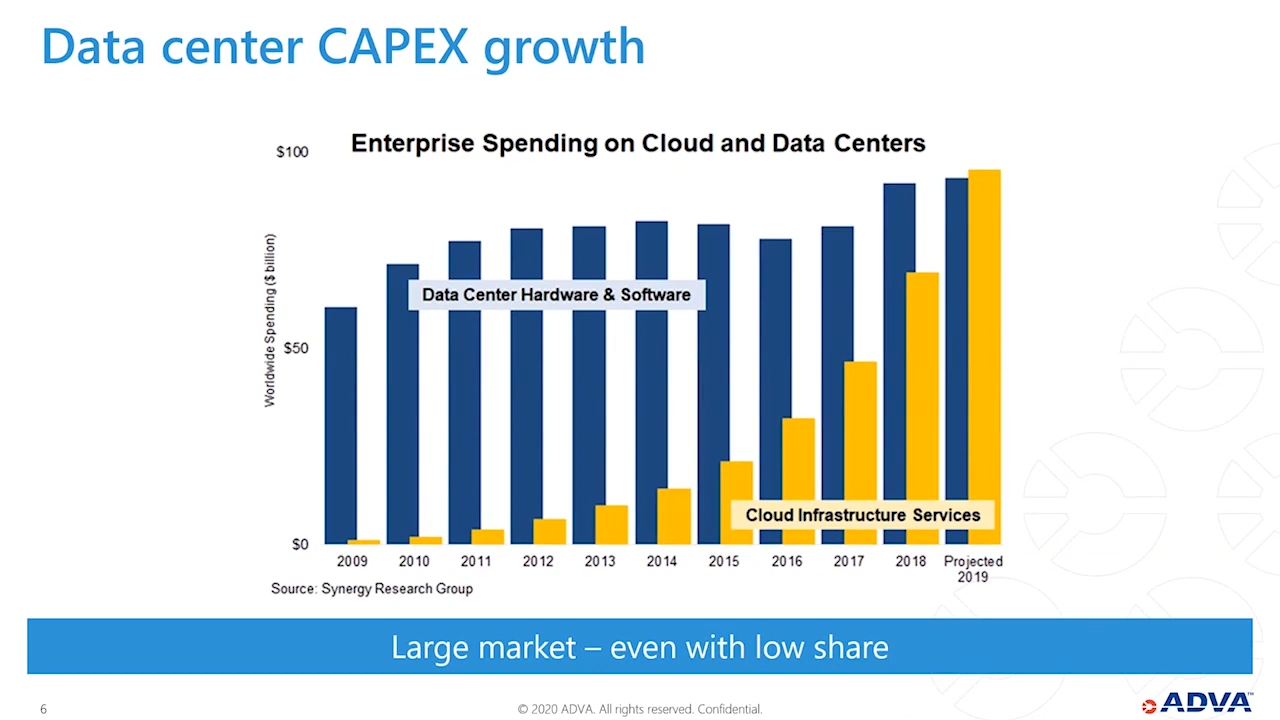 Data center CAPEX growth
Enterprise Spending on Cloud and Data Centers
$100
$50
$0
Worldwide Spending ($ billion)
Data Center Hardware & Software
Cloud Infrastructure Services
2009 2010 2011 2012 2013 2014 2015 2016 2017 2018 Projected
2019
Source: Synergy Research Group
Large market – even with low share
6
© 2020 ADVA. All rights reserved. Confidential.
ADVA™